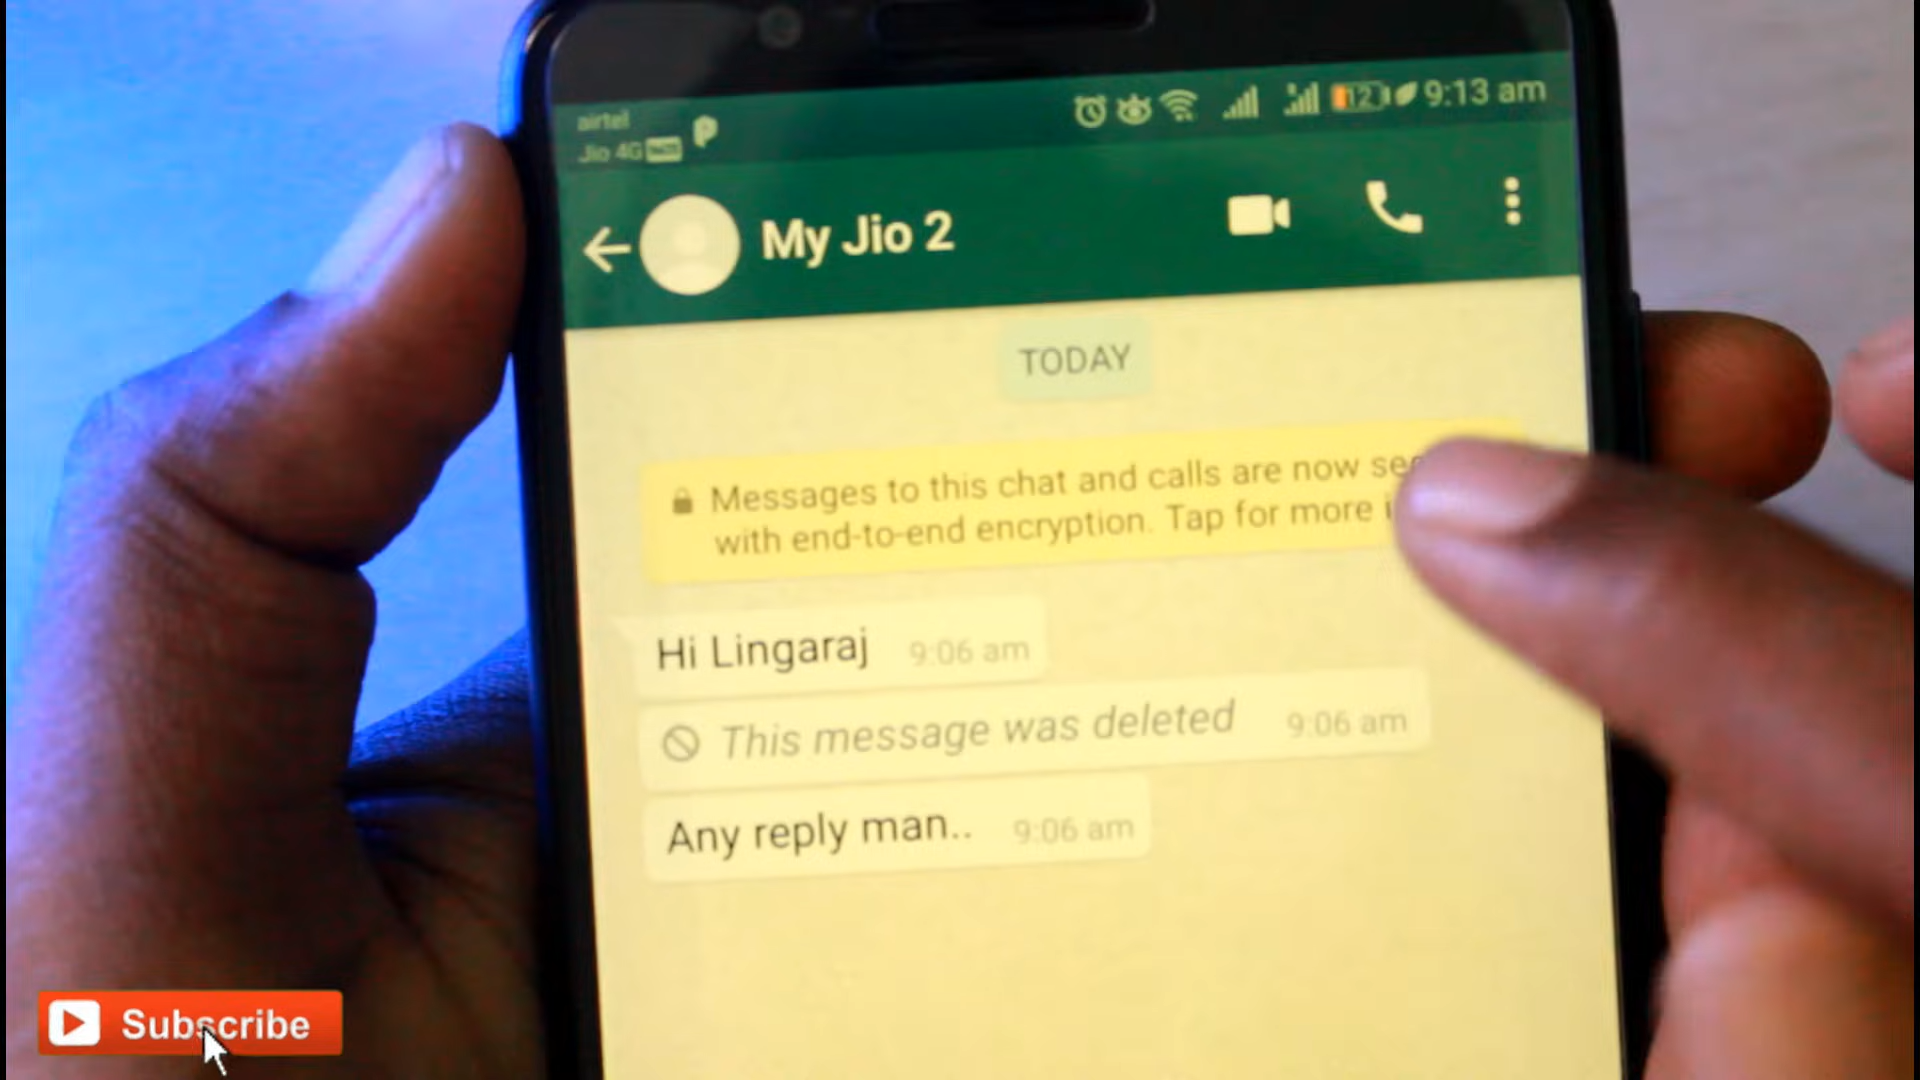 airtel
Jio 4G
12 9:13 am
My Jio 2
TODAY
Messages to this chat and calls are now
with end-to-end encryption. Tap for more
Hi Lingaraj 9:06 am
This message was deleted 9:06 am
Any reply man.. 9:06 am
Subscribe